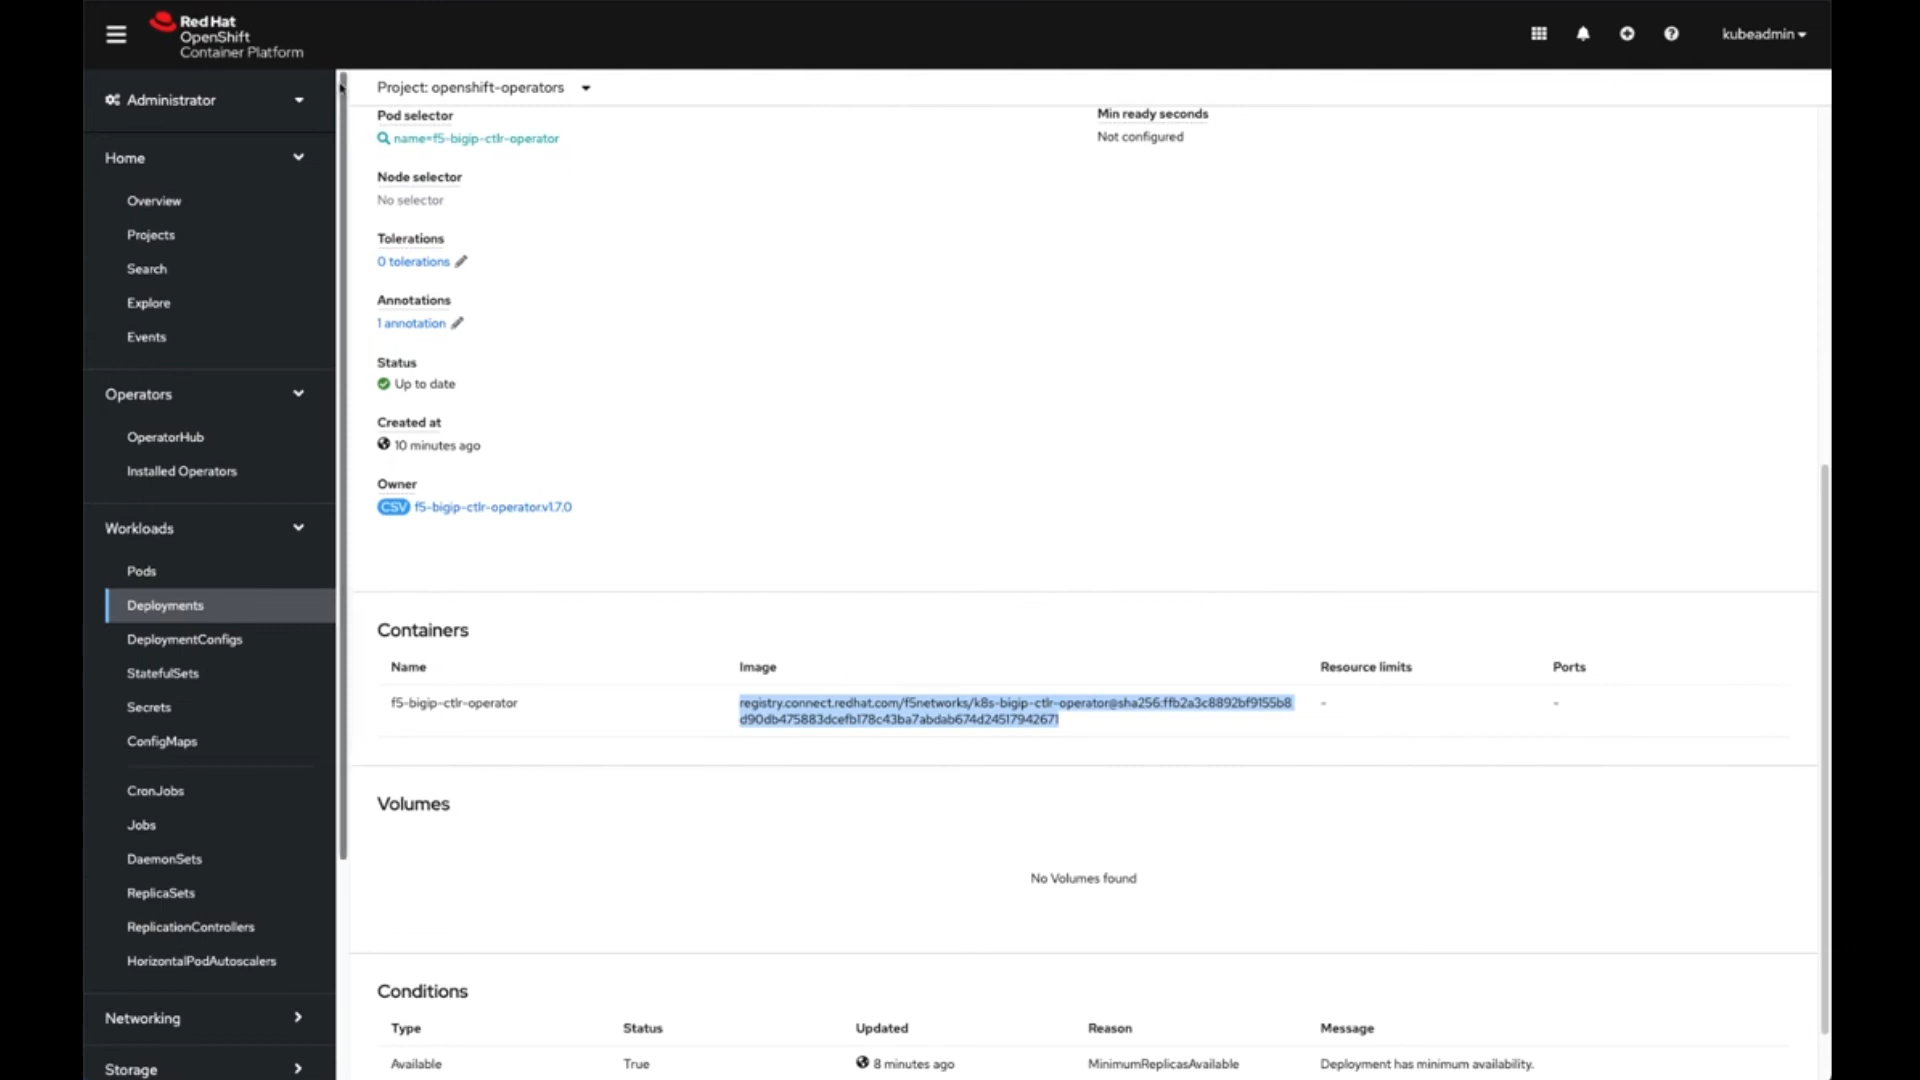 Red Hat
OpenShift
Container Platform
kubeadmin
Administrator
Home
Overview
Projects
Search
Explore
Events
Operators
OperatorHub
Installed Operators
Workloads
Pods
Deployments
DeploymentConfigs
StatefulSets
Secrets
ConfigMaps
CronJobs
Jobs
DaemonSets
ReplicaSets
ReplicationControllers
HorizontalPodAutoscalers
Networking
Storage
Project: openshift-operators
Pod selector
name=f5-bigip-ctlr-operator
Min ready seconds
Not configured
Node selector
No selector
Tolerations
0 tolerations
Annotations
1 annotation
Status
Up to date
Created at
10 minutes ago
Owner
CSV f5-bigip-ctlr-operator.v1.7.0
Containers
Name Image Resource limits Ports
f5-bigip-ctlr-operator registry.connect.redhat.com/f5networks/k8s-bigip-ctlr-operator@sha256:ffb2a3c8892bf9155b8 - -
d90db475883dcefb178c43ba7abdab674d24517942671
Volumes
No Volumes found
Conditions
Type Status Updated Reason Message
Available True 8 minutes ago MinimumReplicasAvailable Deployment has minimum availability.